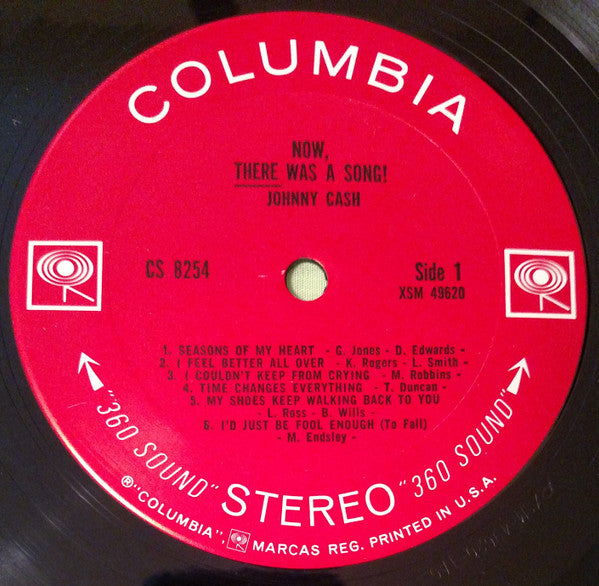 COLUMBIA
NOW,
THERE WAS A SONG!
JOHNNY CASH
CS 8254
Side 1
XSM 49620
1. SEASONS OF MY HEART - G. Jones - D. Edwards -
2. I FEEL BETTER ALL OVER - K. Rogers - L. Smith -
3. I COULDN'T KEEP FROM CRYING - M. Robbins -
4. TIME CHANGES EVERYTHING - T. Duncan -
5. MY SHOES KEEP WALKING BACK TO YOU
- L. Ross - B. Wills -
6. I'D JUST BE FOOL ENOUGH (To Fall)
- M. Endsley -
"360 SOUND" STEREO "360 SOUND"
®"COLUMBIA", MARCAS REG. PRINTED IN U.S.A.